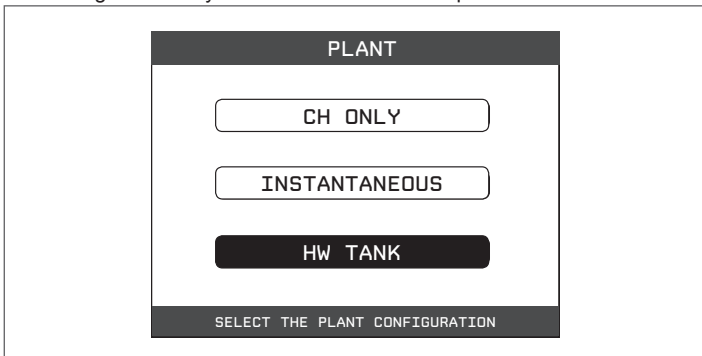 PLANT
CH ONLY
INSTANTANEOUS
HW TANK
SELECT THE PLANT CONFIGURATION